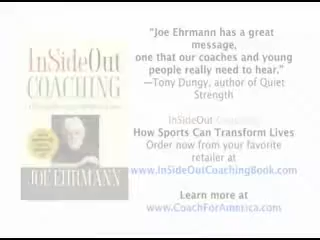 InSideOut
COACHING
JOE EHRMANN
"Joe Ehrmann has a great
message,
one that our coaches and young
people really need to hear."
—Tony Dungy, author of Quiet
Strength
InSideOut Coaching
How Sports Can Transform Lives
Order now from your favorite
retailer at
www.InSideOutCoachingBook.com
Learn more at
www.CoachForAmerica.com